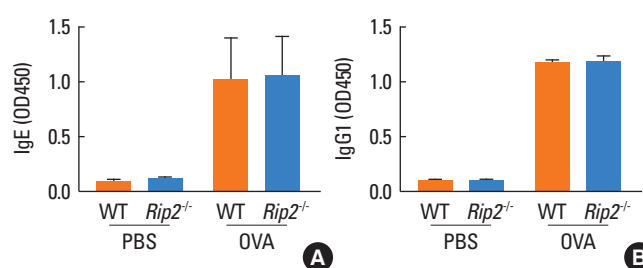 IgE (OD450)
1.5
1.0
0.5
0.0
WT Rip2-/- WT Rip2-/-
PBS OVA
A
IgG1 (OD450)
1.5
1.0
0.5
0.0
WT Rip2-/- WT Rip2-/-
PBS OVA
B